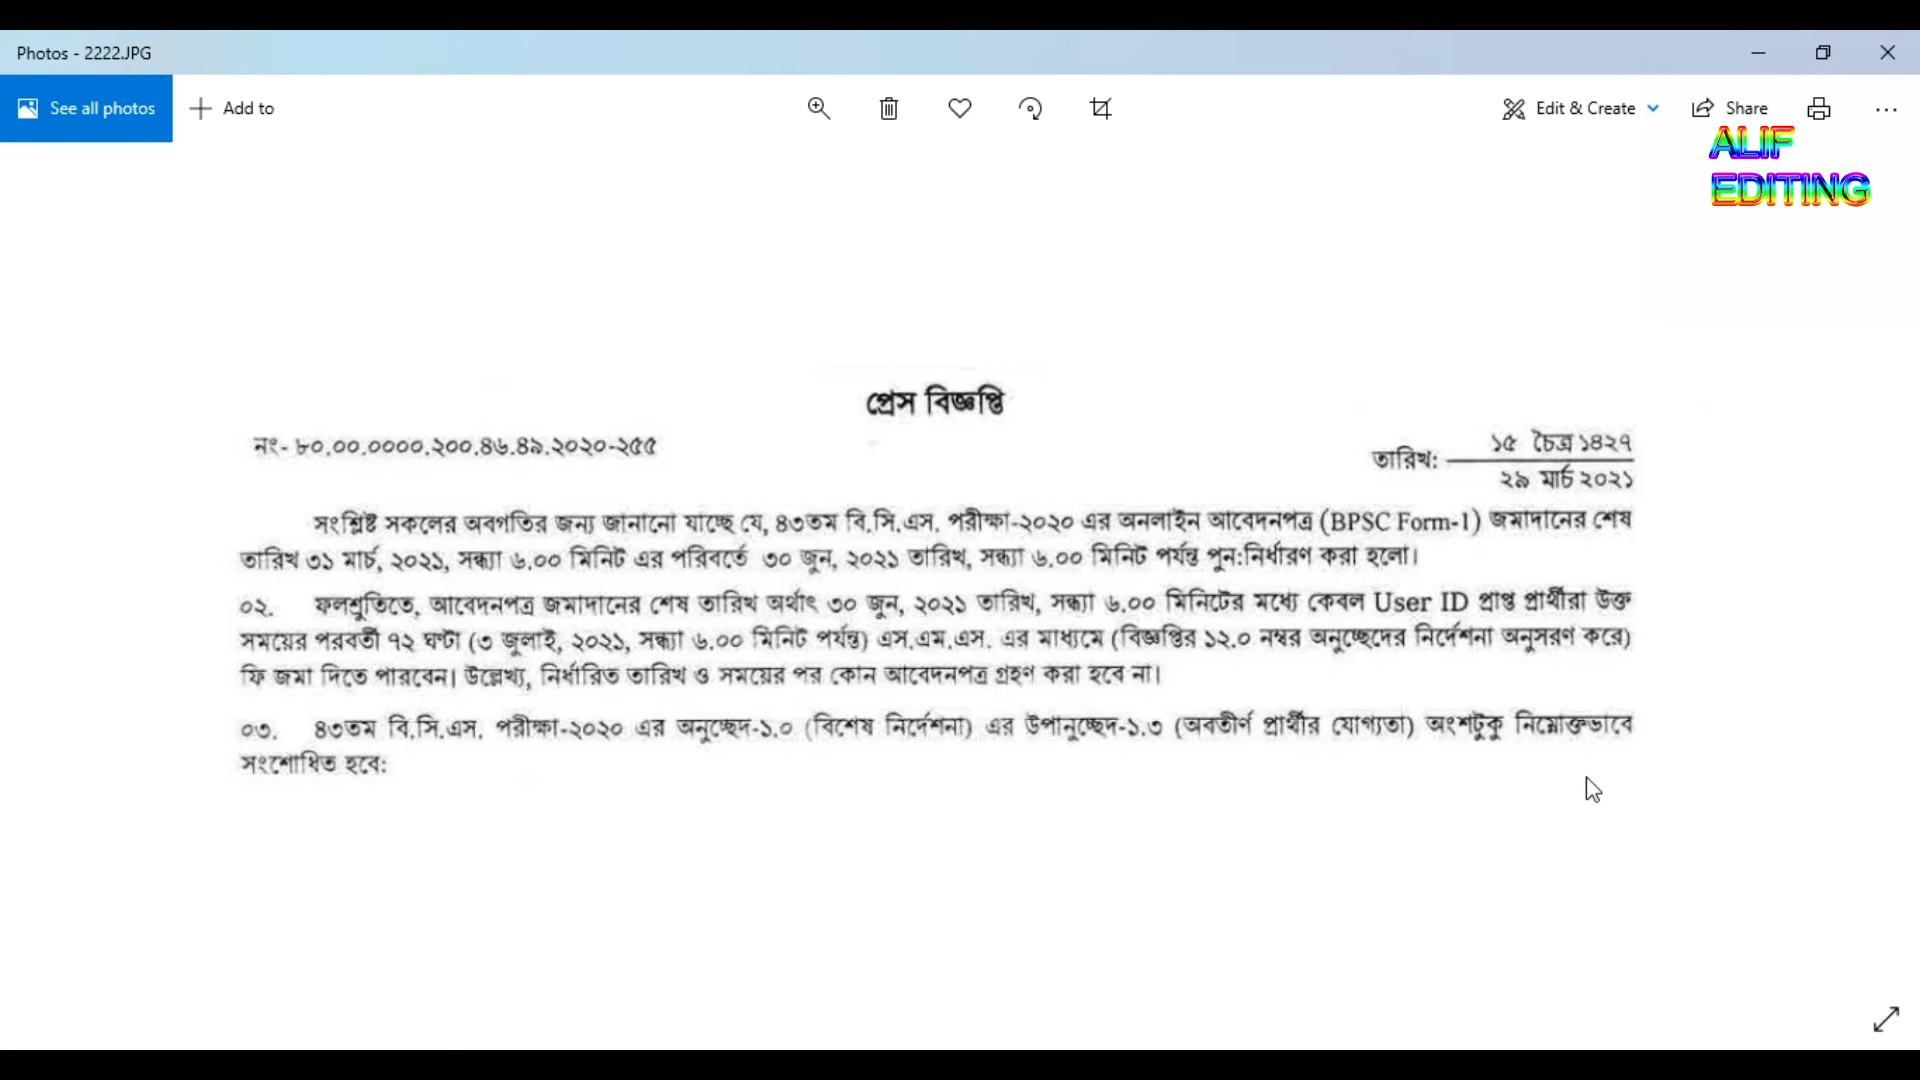 Photos - 2222.JPG
See all photos
Add to
Edit & Create
Share
ALIF
EDITING
প্রেস বিজ্ঞপ্তি
নং- ৮০.০০.০০০০.২০০.৪৬.৪৯.২০২০-২৫৫
তারিখ: ১৫ চৈত্র ১৪২৭
২৯ মার্চ ২০২১
সংশ্লিষ্ট সকলের অবগতির জন্য জানানো যাচ্ছে যে, ৪৩তম বি.সি.এস. পরীক্ষা-২০২০ এর অনলাইন আবেদনপত্র (BPSC Form-1) জমাদানের শেষ
তারিখ ৩১ মার্চ, ২০২১, সন্ধ্যা ৬.০০ মিনিট এর পরিবর্তে ৩০ জুন, ২০২১ তারিখ, সন্ধ্যা ৬.০০ মিনিট পর্যন্ত পুন:নির্ধারণ করা হলো।
০২. ফলশ্রুতিতে, আবেদনপত্র জমাদানের শেষ তারিখ অর্থাৎ ৩০ জুন, ২০২১ তারিখ, সন্ধ্যা ৬.০০ মিনিটের মধ্যে কেবল User ID প্রাপ্ত প্রার্থীরা উক্ত
সময়ের পরবর্তী ৭২ ঘণ্টা (৩ জুলাই, ২০২১, সন্ধ্যা ৬.০০ মিনিট পর্যন্ত) এস.এম.এস. এর মাধ্যমে (বিজ্ঞপ্তির ১২.০ নম্বর অনুচ্ছেদের নির্দেশনা অনুসরণ করে)
ফি জমা দিতে পারবেন। উল্লেখ্য, নির্ধারিত তারিখ ও সময়ের পর কোন আবেদনপত্র গ্রহণ করা হবে না।
০৩. ৪৩তম বি.সি.এস. পরীক্ষা-২০২০ এর অনুচ্ছেদ-১.০ (বিশেষ নির্দেশনা) এর উপানুচ্ছেদ-১.৩ (অবতীর্ণ প্রার্থীর যোগ্যতা) অংশটুকু নিম্নোক্তভাবে
সংশোধিত হবে: